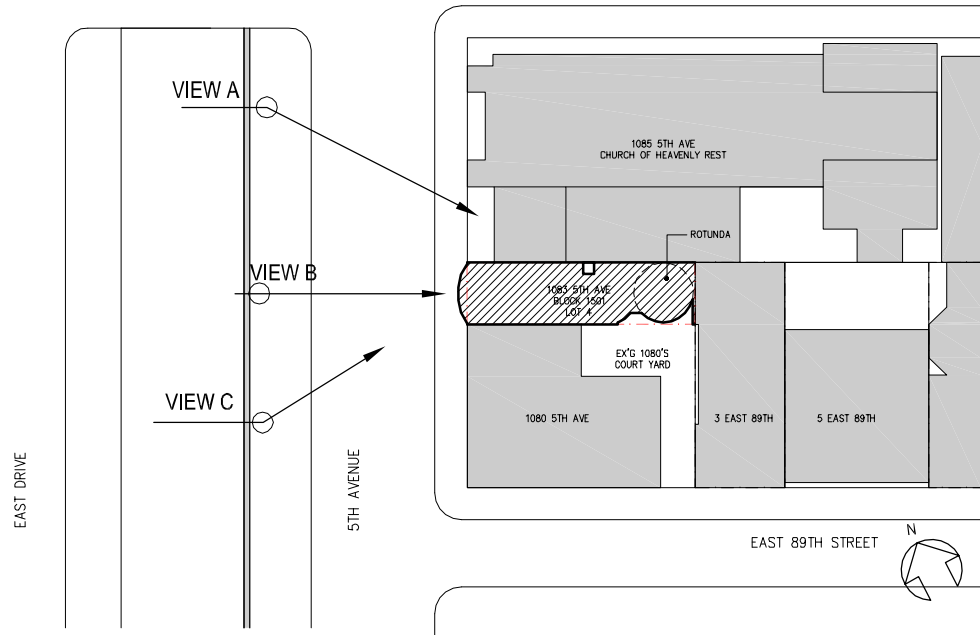 VIEW A
1085 5TH AVE
CHURCH OF HEAVENLY REST
ROTUNDA
VIEW B
1083 5TH AVE
BLOCK 1501
LOT 4
EX'G 1080'S
COURT YARD
VIEW C
1080 5TH AVE
3 EAST 89TH
5 EAST 89TH
EAST DRIVE
5TH AVENUE
EAST 89TH STREET
N